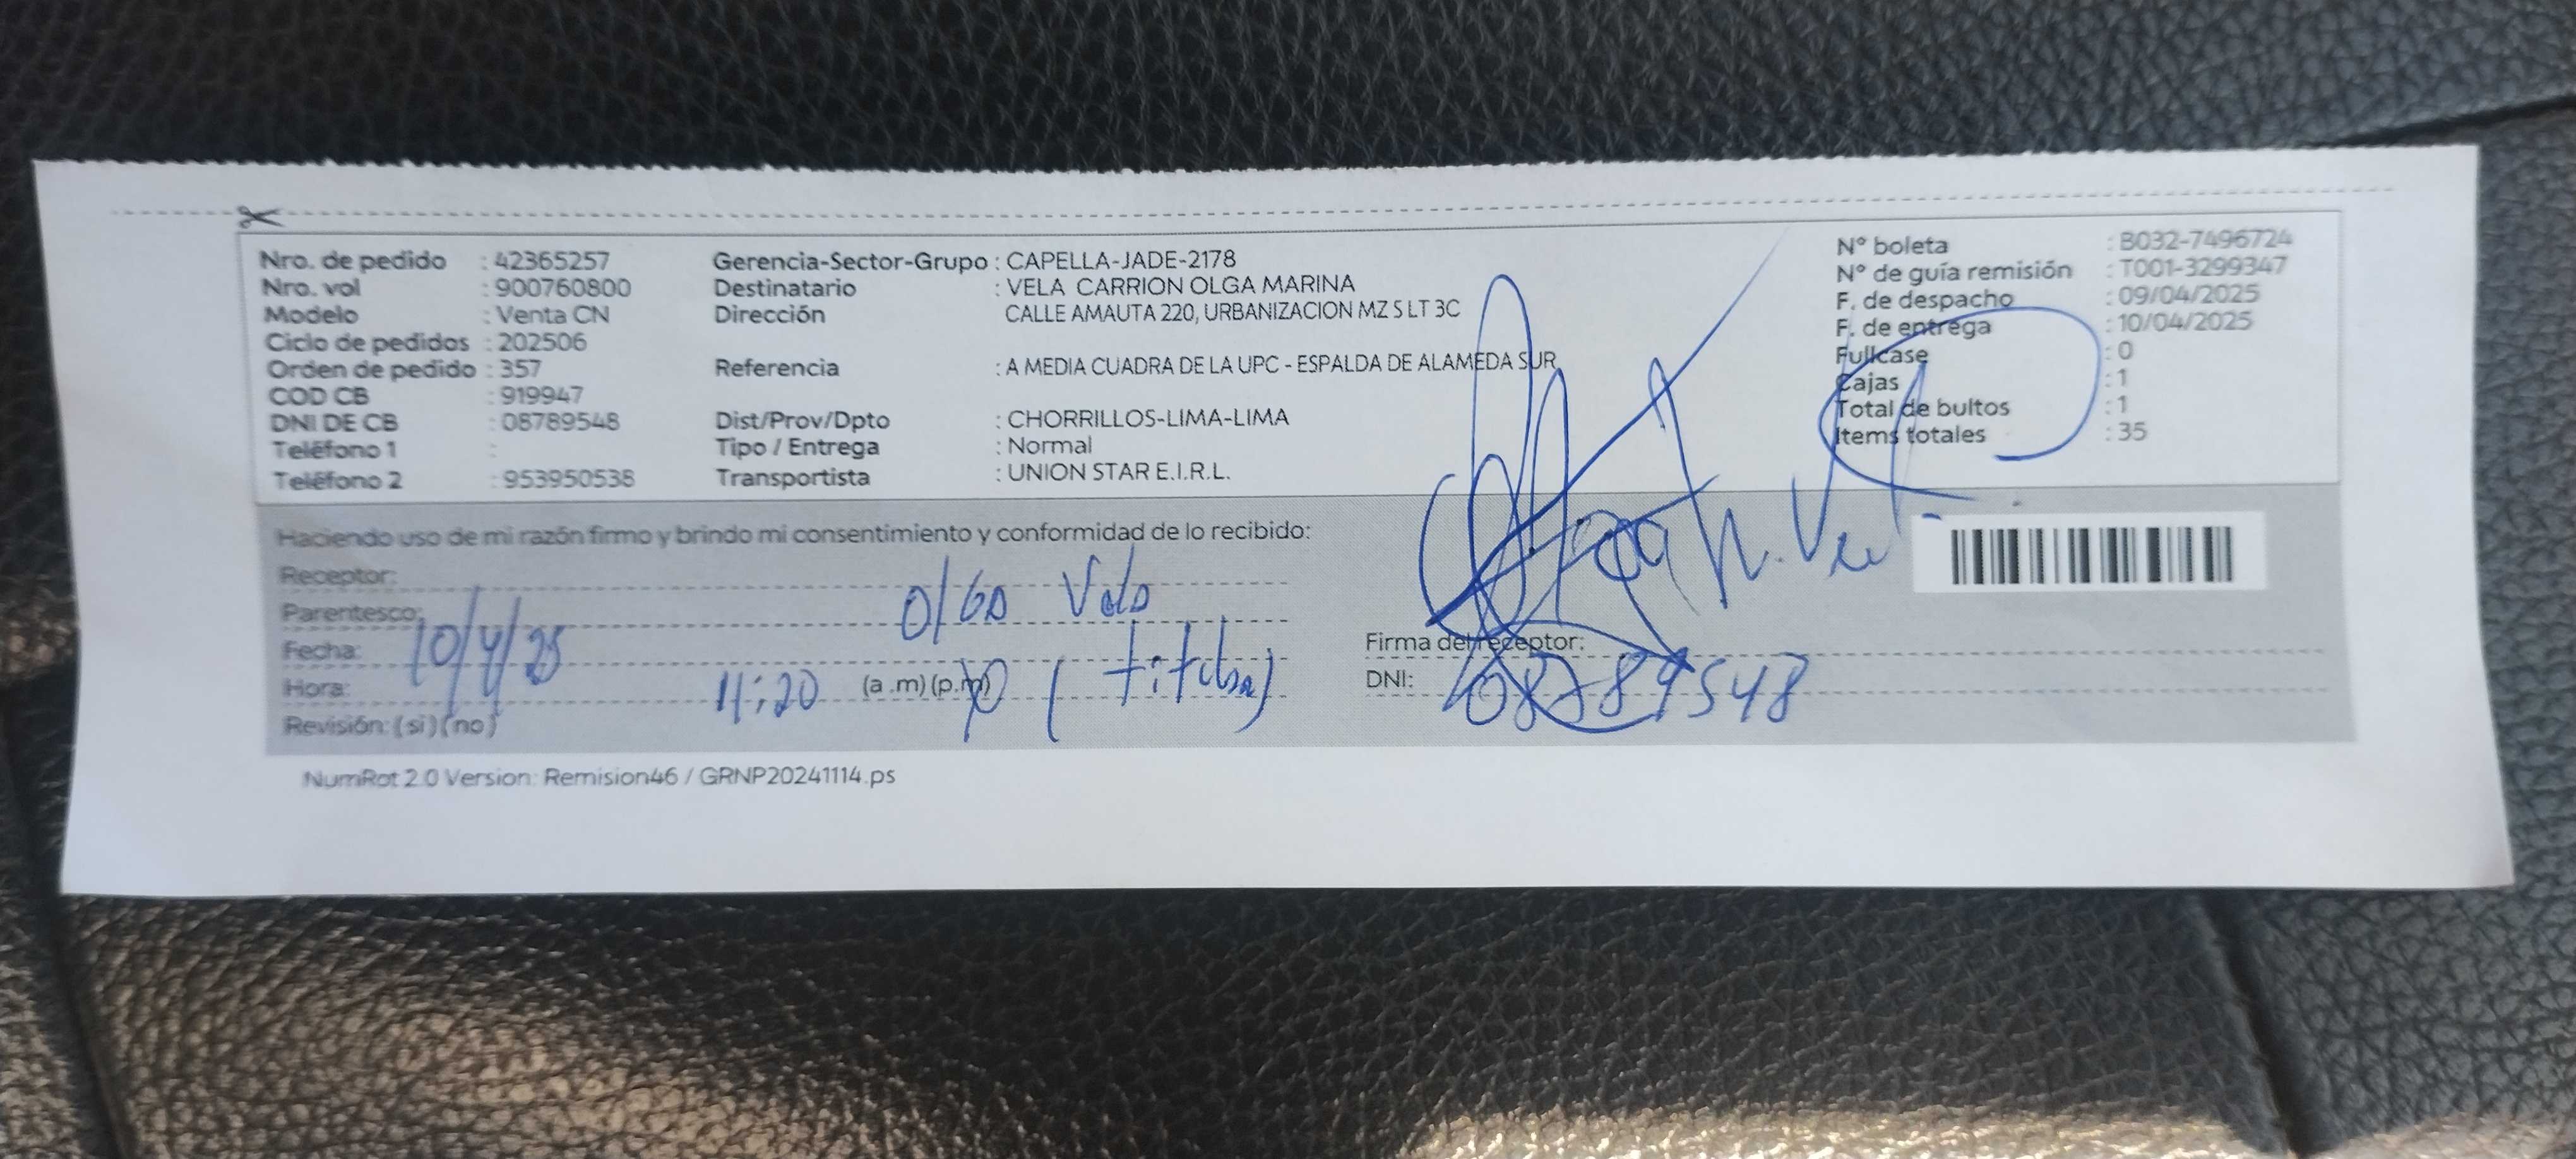 Nro. de pedido : 42365257
Nro. vol : 900760800
Modelo : Venta CN
Ciclo de pedidos : 202506
Orden de pedido : 357
COD CB : 919947
DNI DE CB : 08789548
Teléfono 1 :
Teléfono 2 : 953950538
Gerencia-Sector-Grupo : CAPELLA-JADE-2178
Destinatario : VELA CARRION OLGA MARINA
Dirección CALLE AMAUTA 220, URBANIZACION MZ S LT 3C
Referencia : A MEDIA CUADRA DE LA UPC - ESPALDA DE ALAMEDA SUR
Dist/Prov/Dpto : CHORRILLOS-LIMA-LIMA
Tipo / Entrega : Normal
Transportista : UNION STAR E.I.R.L.
N° boleta : B032-7496724
N° de guía remisión : T001-3299347
F. de despacho : 09/04/2025
F. de entrega : 10/04/2025
Fullcase : 0
Cajas : 1
Total de bultos : 1
Items totales : 35
Haciendo uso de mi razón firmo y brindo mi consentimiento y conformidad de lo recibido:
Receptor:
Parentesco: Olga Vela
Fecha: 10/4/25
Hora: 11:20 (a .m) (p.m) yo (titular)
Revisión: (si) (no)
Firma del receptor:
DNI: 08789548
NumRot 2.0 Version: Remision46 / GRNP20241114.ps